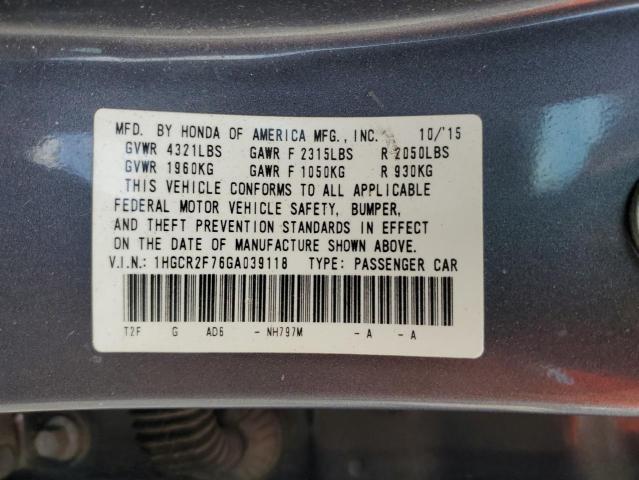 MFD. BY HONDA OF AMERICA MFG., INC. 10/'15
GVWR 4321LBS GAWR F 2315LBS R 2050LBS
GVWR 1960KG GAWR F 1050KG R 930KG
THIS VEHICLE CONFORMS TO ALL APPLICABLE
FEDERAL MOTOR VEHICLE SAFETY, BUMPER,
AND THEFT PREVENTION STANDARDS IN EFFECT
ON THE DATE OF MANUFACTURE SHOWN ABOVE.
V.I.N.: 1HGCR2F76GA039118 TYPE: PASSENGER CAR
T2F G AD6 - NH797M - A - A